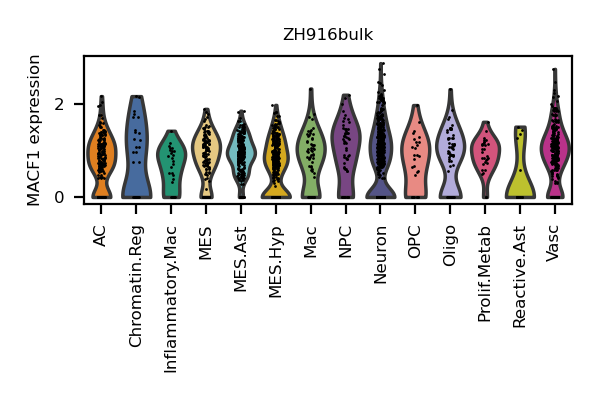 ZH916bulk
MACF1 expression
2
0
AC
Chromatin.Reg
Inflammatory.Mac
MES
MES.Ast
MES.Hyp
Mac
NPC
Neuron
OPC
Oligo
Prolif.Metab
Reactive.Ast
Vasc